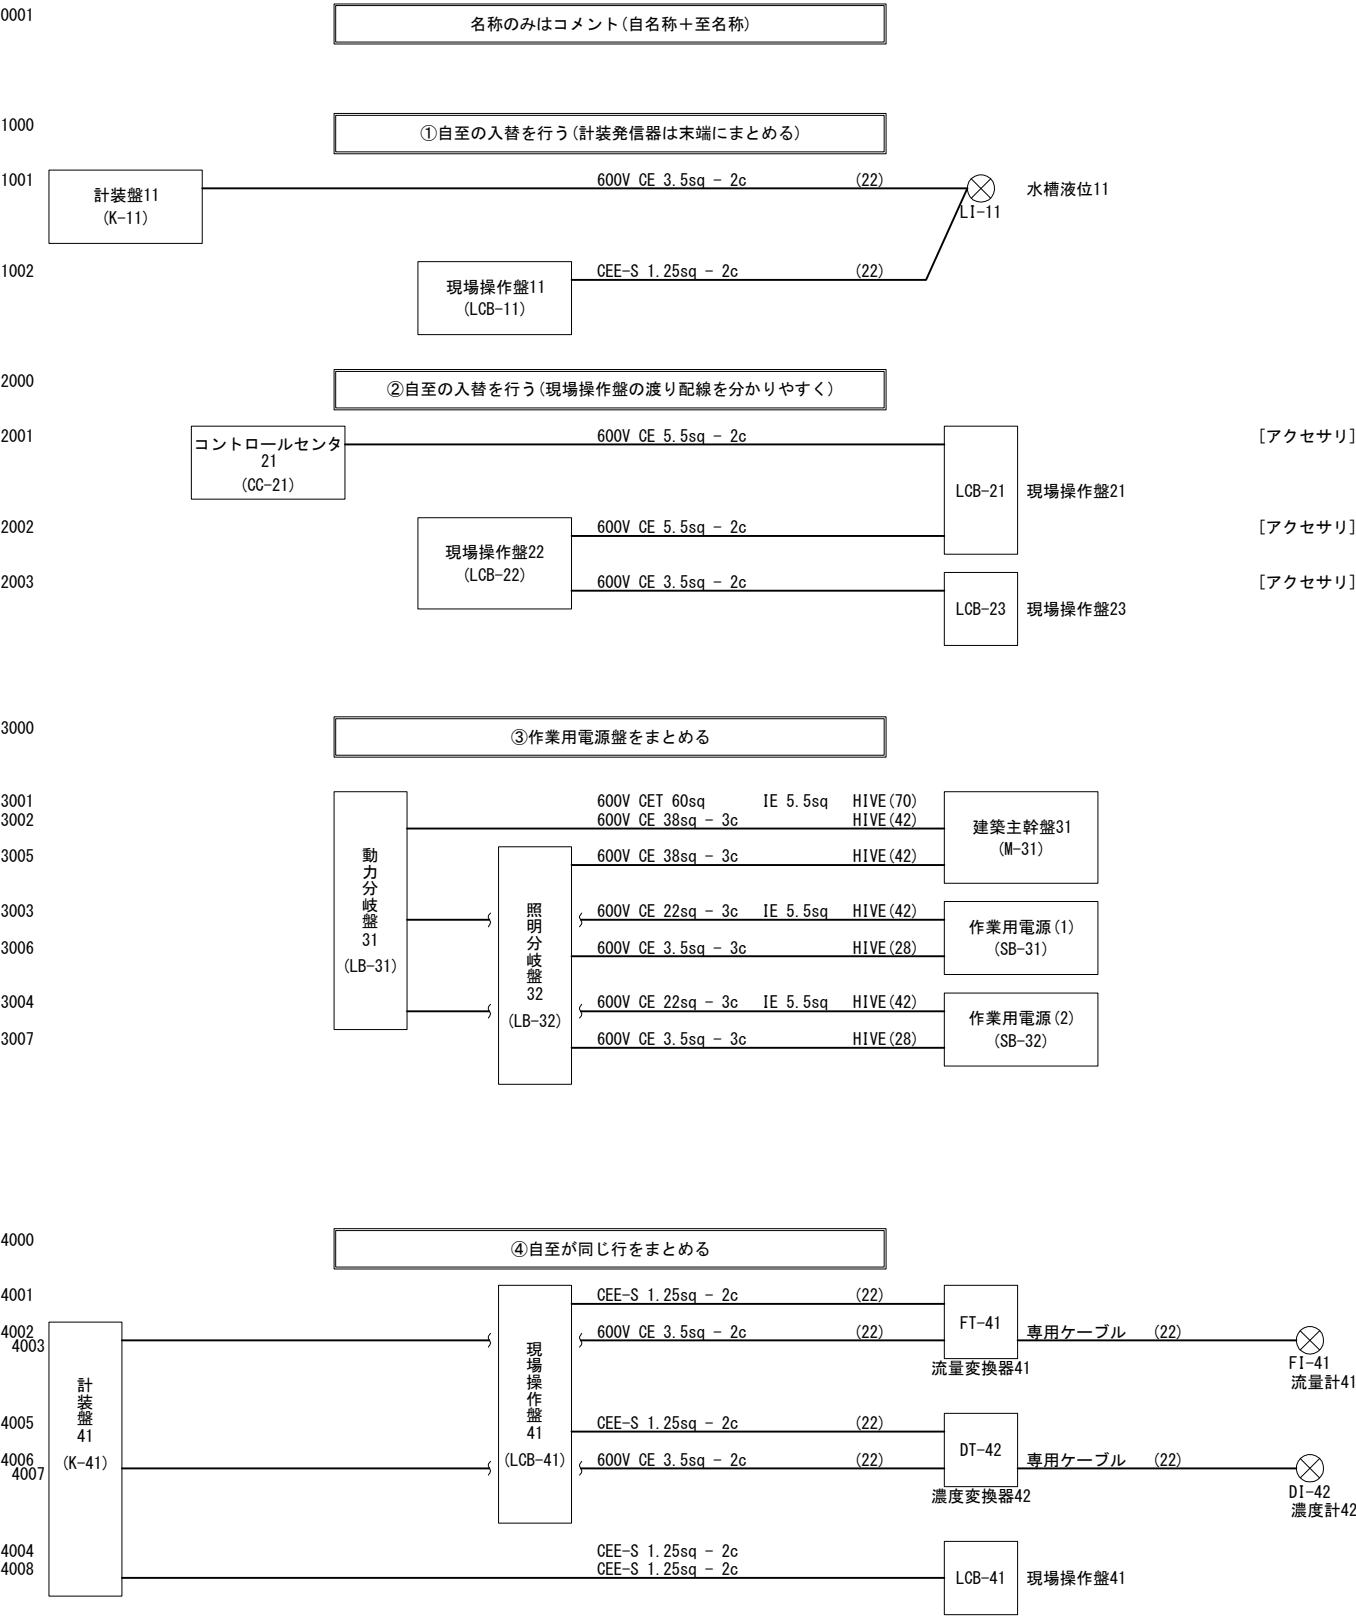 0001
名称のみはコメント(自名称＋至名称)
1000
①自至の入替を行う(計装発信器は末端にまとめる)
1001
計装盤11
(K-11)
600V CE 3.5sq - 2c
(22)
LI-11
水槽液位11
1002
現場操作盤11
(LCB-11)
CEE-S 1.25sq - 2c
(22)
2000
②自至の入替を行う(現場操作盤の渡り配線を分かりやすく)
2001
コントロールセンタ
21
(CC-21)
600V CE 5.5sq - 2c
[アクセサリ]
LCB-21
現場操作盤21
2002
現場操作盤22
(LCB-22)
600V CE 5.5sq - 2c
[アクセサリ]
2003
600V CE 3.5sq - 2c
[アクセサリ]
LCB-23
現場操作盤23
3000
③作業用電源盤をまとめる
3001
600V CET 60sq
IE 5.5sq
HIVE(70)
3002
600V CE 38sq - 3c
HIVE(42)
建築主幹盤31
(M-31)
動力分岐盤31
(LB-31)
3005
600V CE 38sq - 3c
HIVE(42)
照明分岐盤32
(LB-32)
3003
600V CE 22sq - 3c
IE 5.5sq
HIVE(42)
作業用電源(1)
(SB-31)
3006
600V CE 3.5sq - 3c
HIVE(28)
3004
600V CE 22sq - 3c
IE 5.5sq
HIVE(42)
作業用電源(2)
(SB-32)
3007
600V CE 3.5sq - 3c
HIVE(28)
4000
④自至が同じ行をまとめる
4001
CEE-S 1.25sq - 2c
(22)
FT-41
流量変換器41
4002
4003
600V CE 3.5sq - 2c
(22)
専用ケーブル
(22)
FI-41
流量計41
計装盤41
(K-41)
現場操作盤41
(LCB-41)
4005
CEE-S 1.25sq - 2c
(22)
DT-42
濃度変換器42
4006
4007
600V CE 3.5sq - 2c
(22)
専用ケーブル
(22)
DI-42
濃度計42
4004
CEE-S 1.25sq - 2c
4008
CEE-S 1.25sq - 2c
LCB-41
現場操作盤41